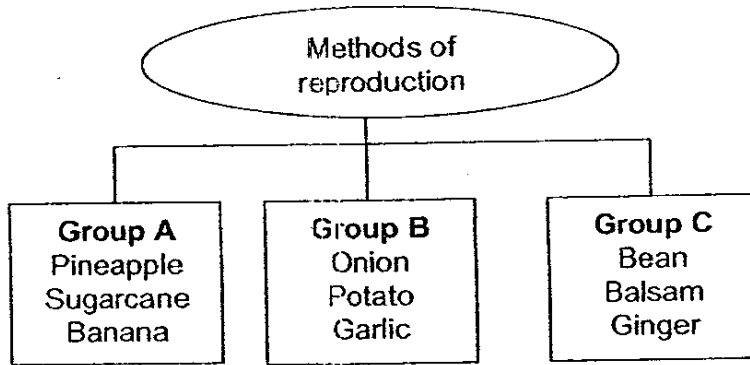 Methods of
reproduction
Group A
Pineapple
Sugarcane
Banana
Group B
Onion
Potato
Garlic
Group C
Bean
Balsam
Ginger